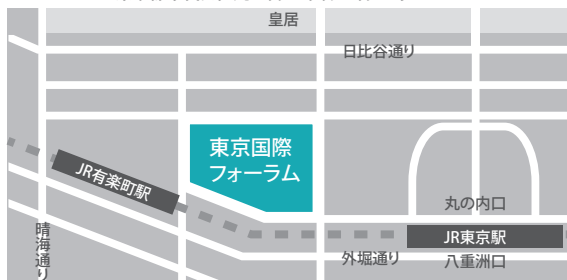 皇居
日比谷通り
東京国際
フォーラム
JR有楽町駅
丸の内口
JR東京駅
晴海通り
外堀通り
八重洲口